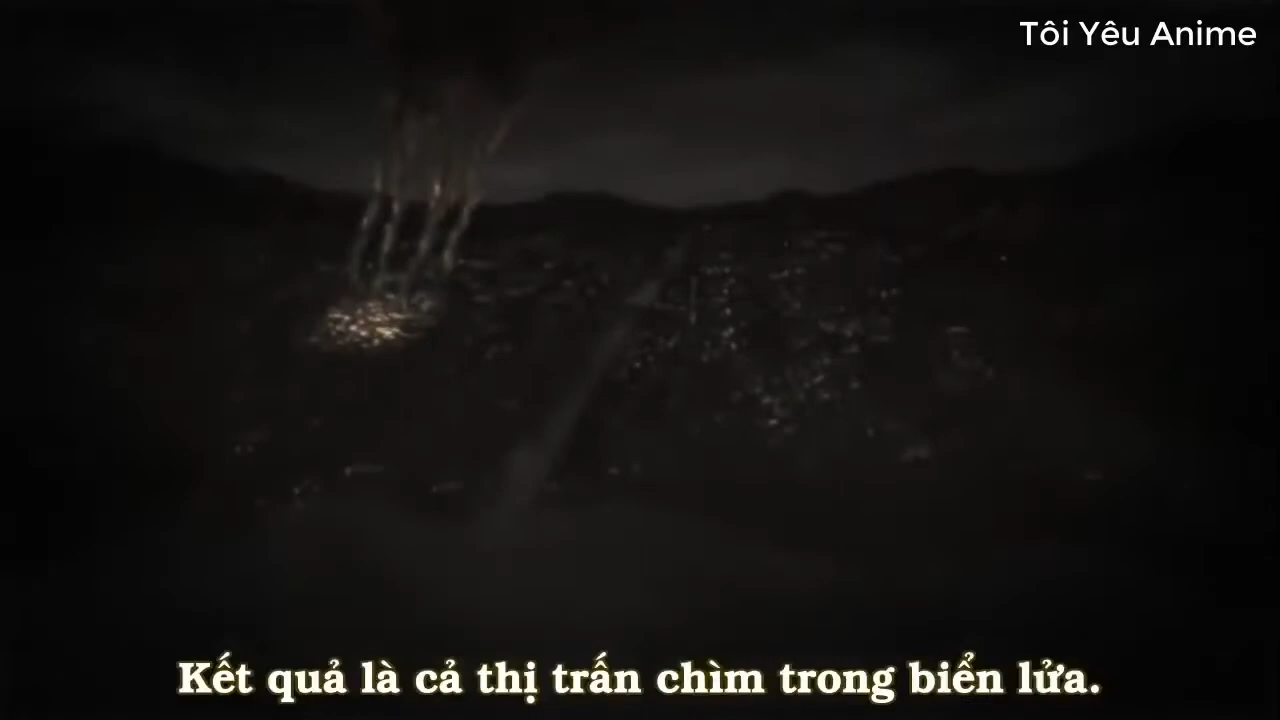 Tôi Yêu Anime
Kết quả là cả thị trấn chìm trong biển lửa.